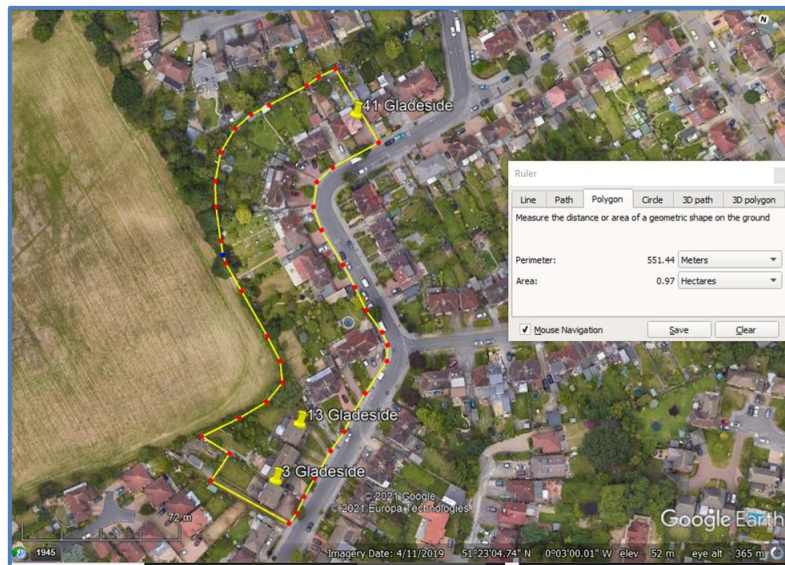 N
41 Gladeside
Ruler
Line Path Polygon Circle 3D path 3D polygon
Measure the distance or area of a geometric shape on the ground
Perimeter: 551.44 Meters
Area: 0.97 Hectares
Mouse Navigation Save Clear
13 Gladeside
3 Gladeside
© 2021 Google
© 2021 Europa Technologies
72 m
Google Earth
1945
Imagery Date: 4/11/2019 51°23'04.74" N 0°03'00.01" W elev 52 m eye alt 365 m